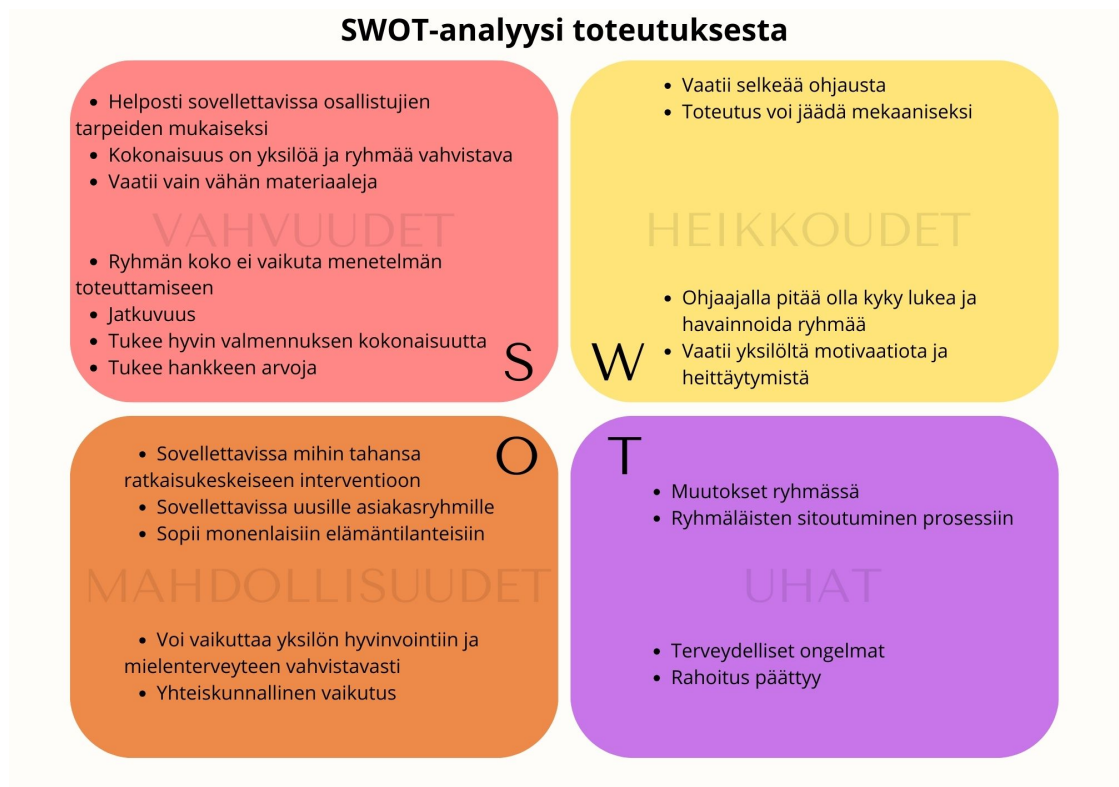 SWOT-analyysi toteutuksesta
• Helposti sovellettavissa osallistujien
tarpeiden mukaiseksi
• Kokonaisuus on yksilöä ja ryhmää vahvistava
• Vaatii vain vähän materiaaleja
VAHVUUDET
• Ryhmän koko ei vaikuta menetelmän
toteuttamiseen
• Jatkuvuus
• Tukee hyvin valmennuksen kokonaisuutta
• Tukee hankkeen arvoja
S
• Vaatii selkeää ohjausta
• Toteutus voi jäädä mekaaniseksi
HEIKKOUDET
• Ohjaajalla pitää olla kyky lukea ja
havainnoida ryhmää
• Vaatii yksilöltä motivaatiota ja
heittäytymistä
W
• Sovellettavissa mihin tahansa
ratkaisukeskeiseen interventioon
• Sovellettavissa uusille asiakasryhmille
• Sopii monenlaisiin elämäntilanteisiin
O
MAHDOLLISUUDET
• Voi vaikuttaa yksilön hyvinvointiin ja
mielenterveyteen vahvistavasti
• Yhteiskunnallinen vaikutus
T
• Muutokset ryhmässä
• Ryhmäläisten sitoutuminen prosessiin
UHAT
• Terveydelliset ongelmat
• Rahoitus päättyy